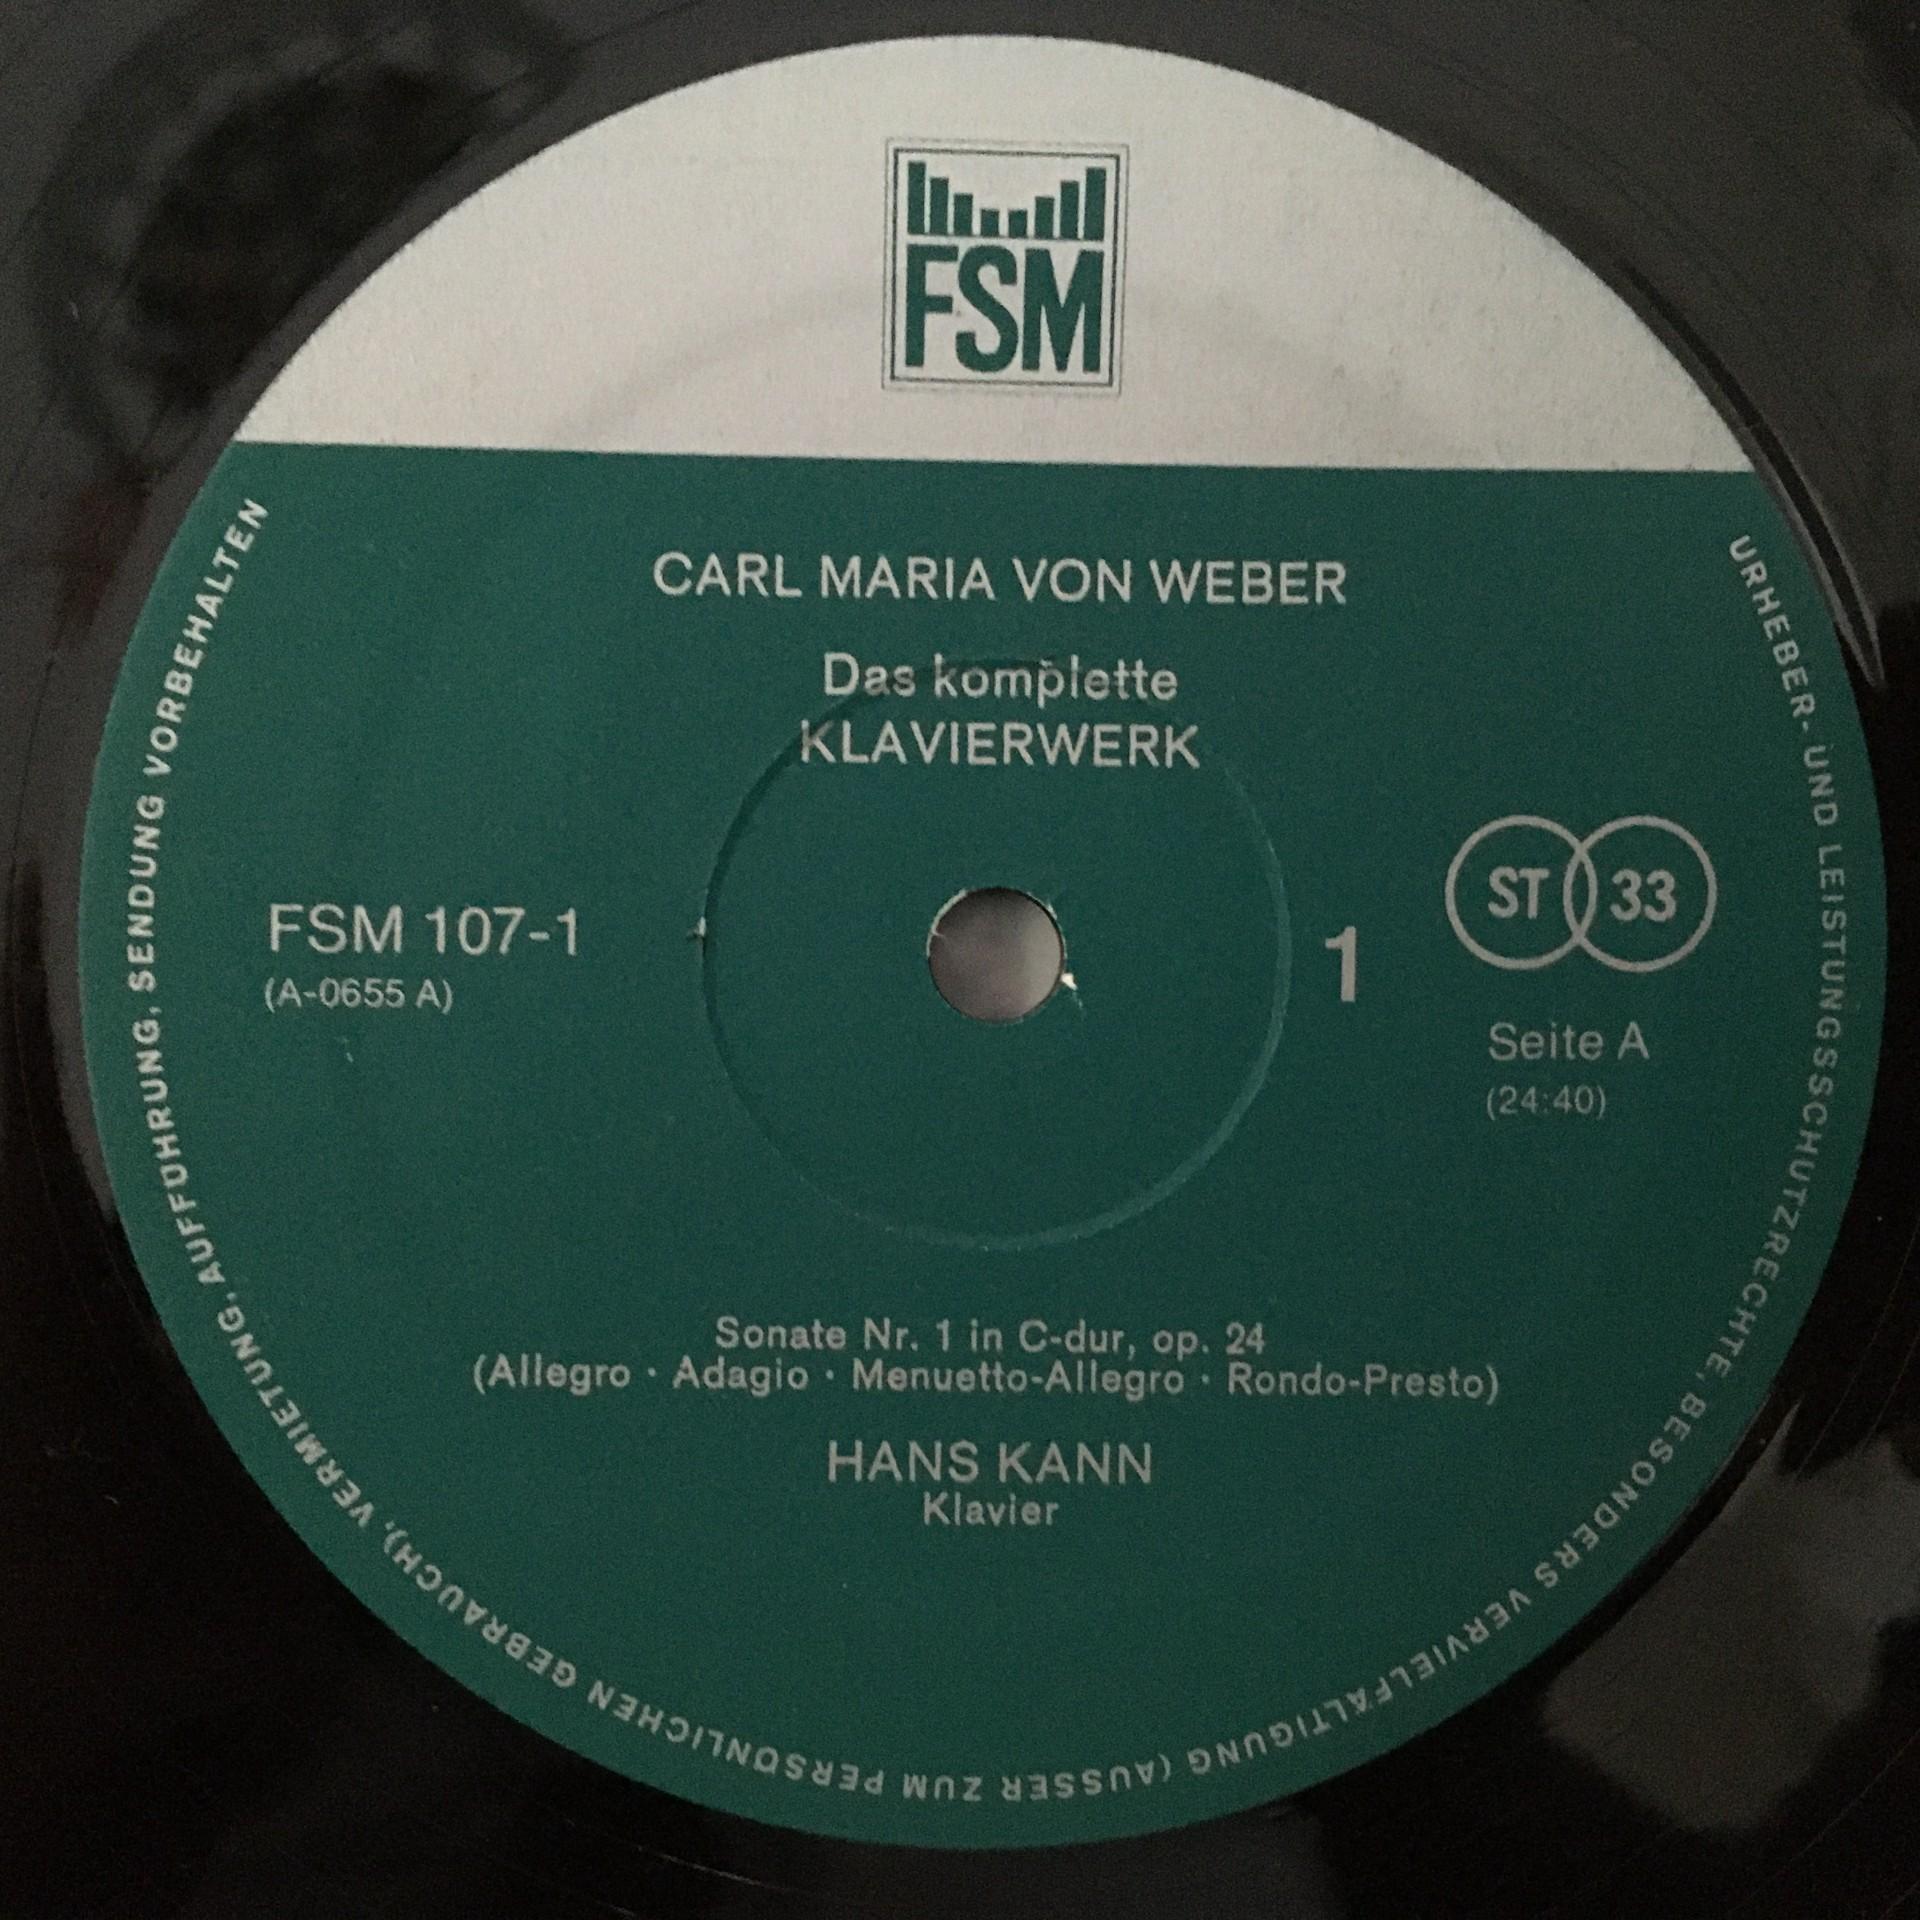 FSM
CARL MARIA VON WEBER
Das komplette
KLAVIERWERK
FSM 107-1
(A-0655 A)
1
ST 33
Seite A
(24:40)
Sonate Nr. 1 in C-dur, op. 24
(Allegro · Adagio · Menuetto-Allegro · Rondo-Presto)
HANS KANN
Klavier
URHEBER- UND LEISTUNGSSCHUTZRECHTE, BESONDERS VERVIELFÄLTIGUNG (AUSSER ZUM PERSÖNLICHEN GEBRAUCH), VERMIETUNG, AUFFÜHRUNG, SENDUNG VORBEHALTEN